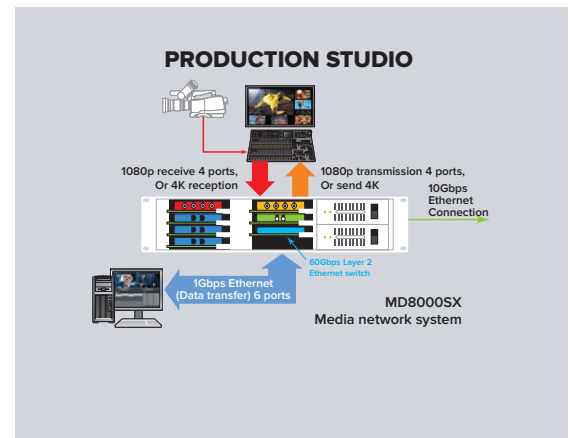 PRODUCTION STUDIO
1080p receive 4 ports,
Or 4K reception
1080p transmission 4 ports,
Or send 4K
10Gbps
Ethernet
Connection
60Gbps Layer 2
Ethernet switch
1Gbps Ethernet
(Data transfer) 6 ports
MD8000SX
Media network system